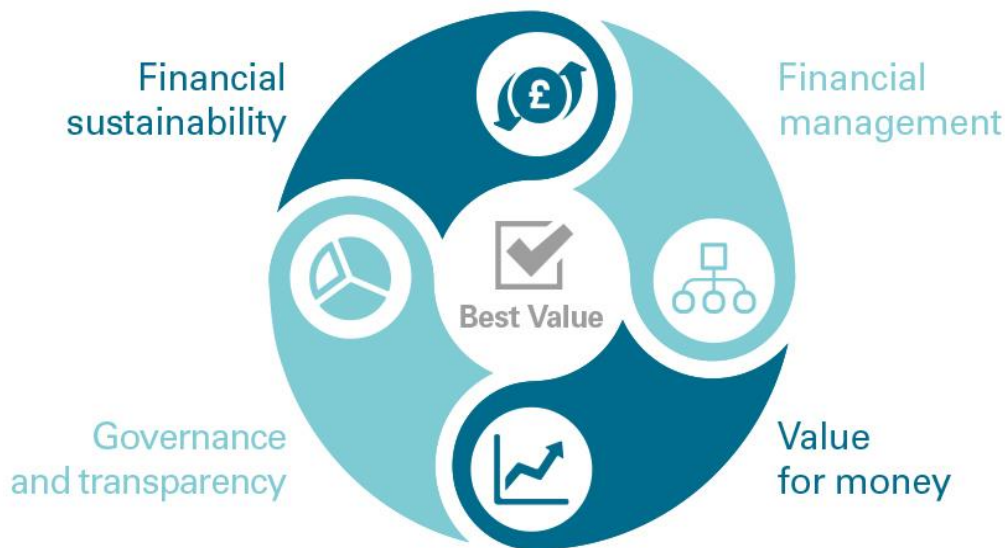 Financial
sustainability
Financial
management
£
Best Value
Governance
and transparency
Value
for money